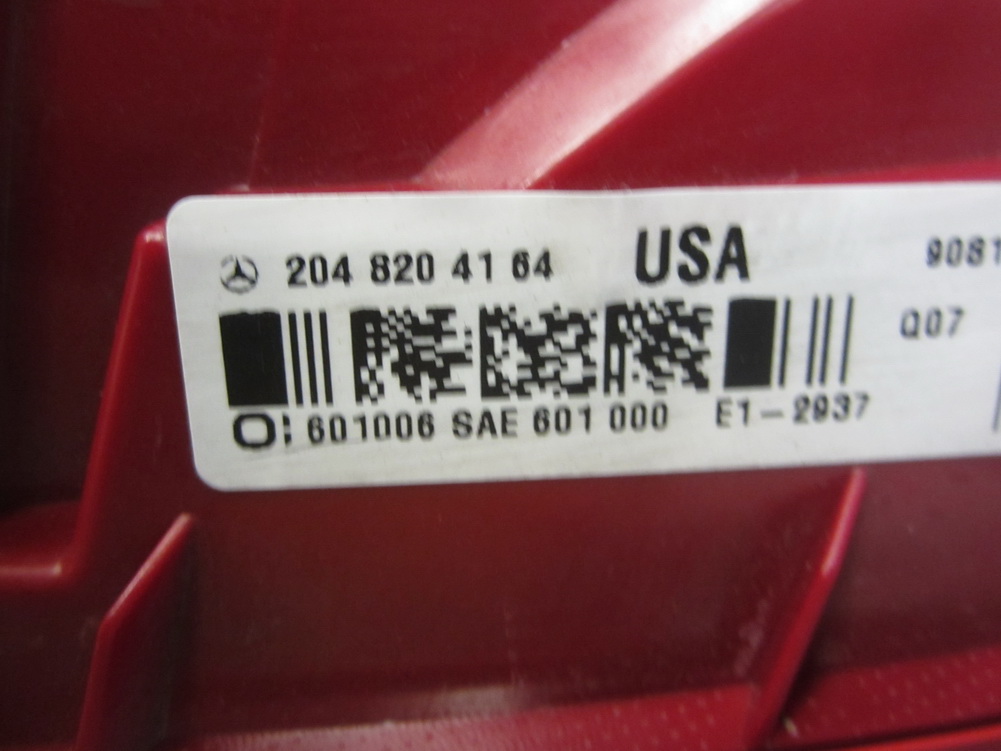 204 820 41 64 USA 9081
Q07
O: 601006 SAE 601 000 E1-2937